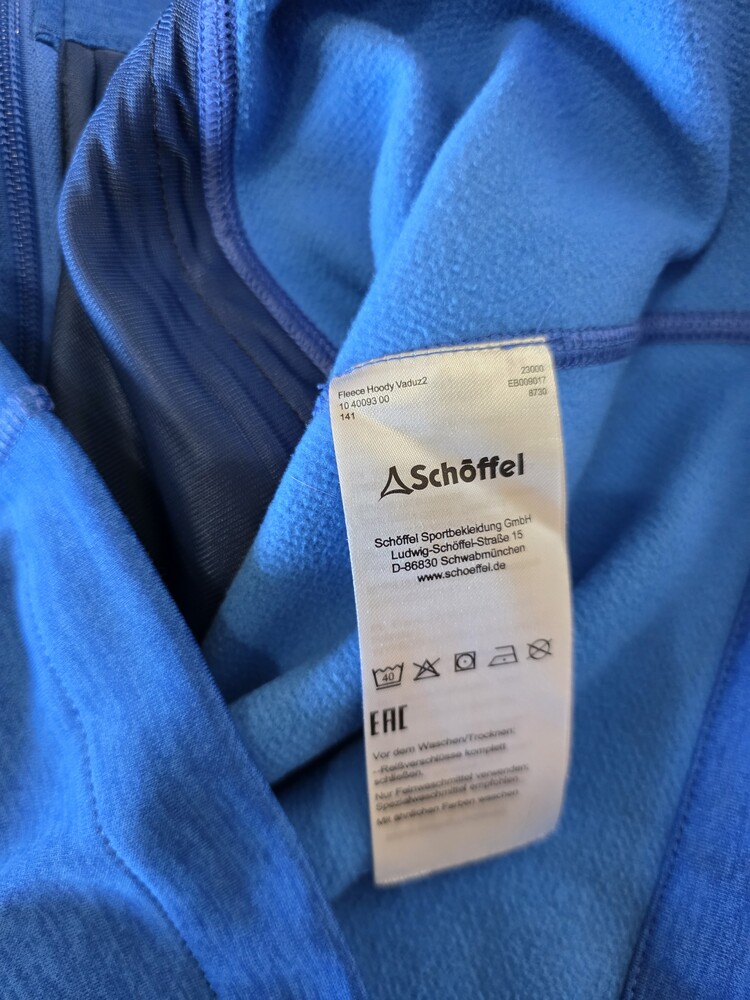 Fleece Hoody Vaduz2
10 40093 00
141
23000
EB009017
8730
Schöffel
Schöffel Sportbekleidung GmbH
Ludwig-Schöffel-Straße 15
D-86830 Schwabmünchen
www.schoeffel.de
40
EAC
Vor dem Waschen/Trocknen:
-Reißverschlüsse komplett
schließen.
Nur Feinwaschmittel verwenden.
Spezialwaschmittel empfohlen.
Mit ähnlichen Farben waschen